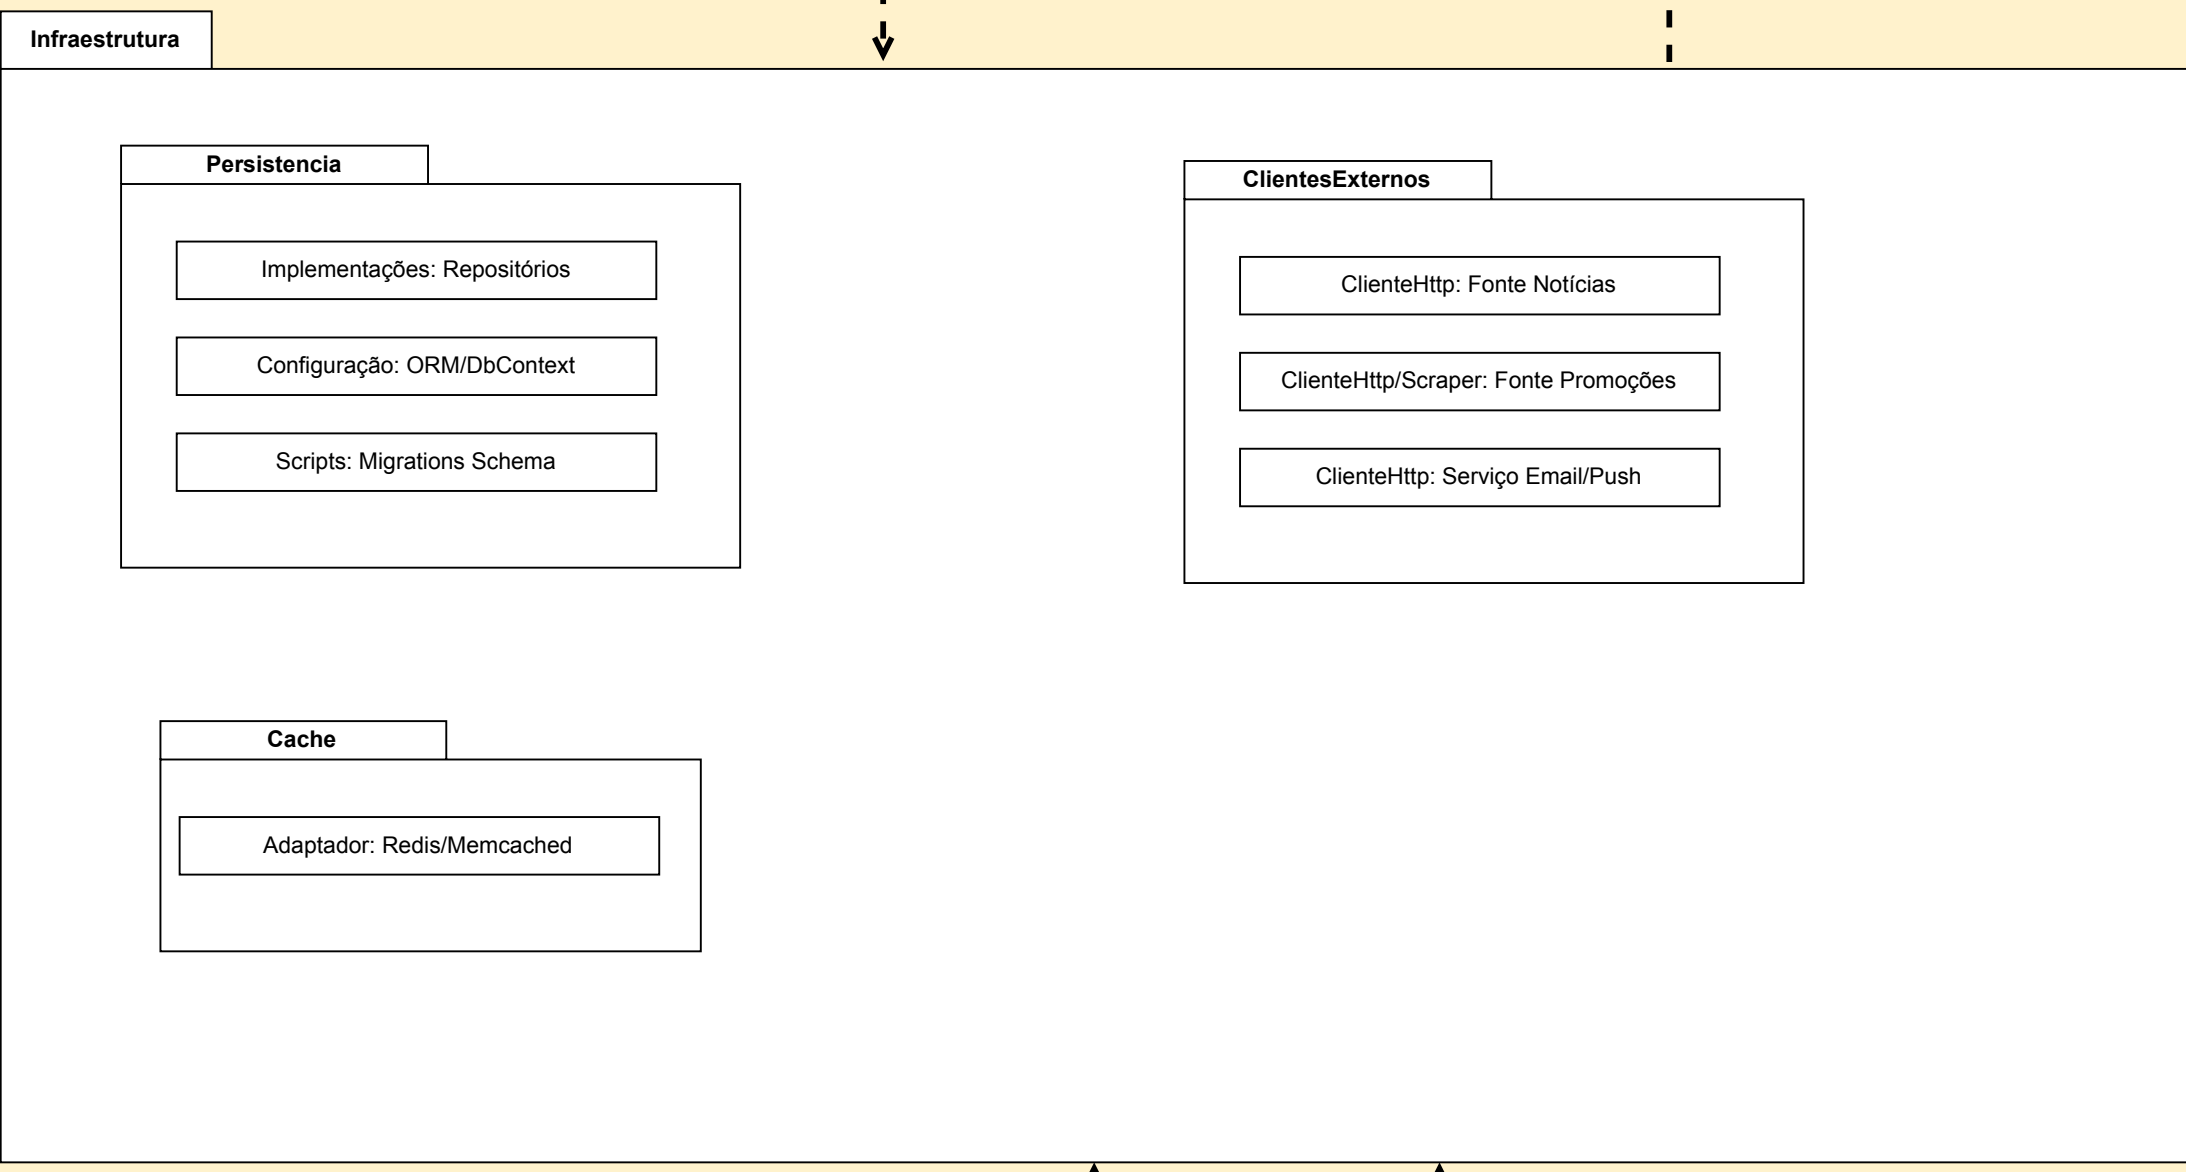 Infraestrutura
Persistencia
Implementações: Repositórios
Configuração: ORM/DbContext
Scripts: Migrations Schema
ClientesExternos
ClienteHttp: Fonte Notícias
ClienteHttp/Scraper: Fonte Promoções
ClienteHttp: Serviço Email/Push
Cache
Adaptador: Redis/Memcached